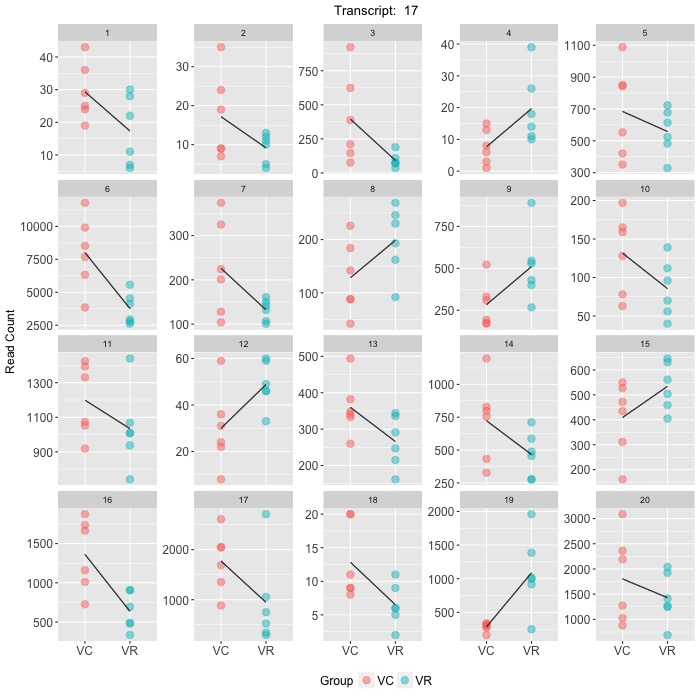 Transcript: 17
1 2 3 4 5
40 30 20 10
30 20 10
750 500 250 0
40 30 20 10 0
1100 900 700 500 300
6 7 8 9 10
10000 7500 5000 2500
300 200 100
200 100
750 500 250
200 150 100 50
Read Count
11 12 13 14 15
1300 1100 900
60 40 20
500 400 300 200
1000 750 500 250
600 500 400 300 200
16 17 18 19 20
1500 1000 500
2000 1000
20 15 10 5
2000 1500 1000 500
3000 2500 2000 1500 1000
VC VR VC VR VC VR VC VR VC VR
Group VC VR